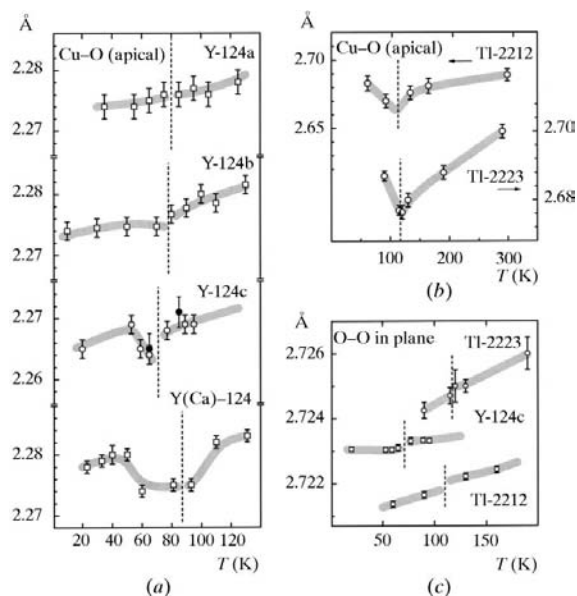 Å
Cu–O (apical)
Y-124a
2.28
2.27
Y-124b
2.28
2.27
Y-124c
2.27
2.26
Y(Ca)–124
2.28
2.27
20 40 60 80 100 120
T (K)
(a)
Å
Cu–O (apical)
Tl-2212
2.70
2.65
2.70
Tl-2223
2.68
100 200 300
T (K)
(b)
Å
O–O in plane
Tl-2223
2.726
Y-124c
2.724
2.722
Tl-2212
50 100 150
T (K)
(c)